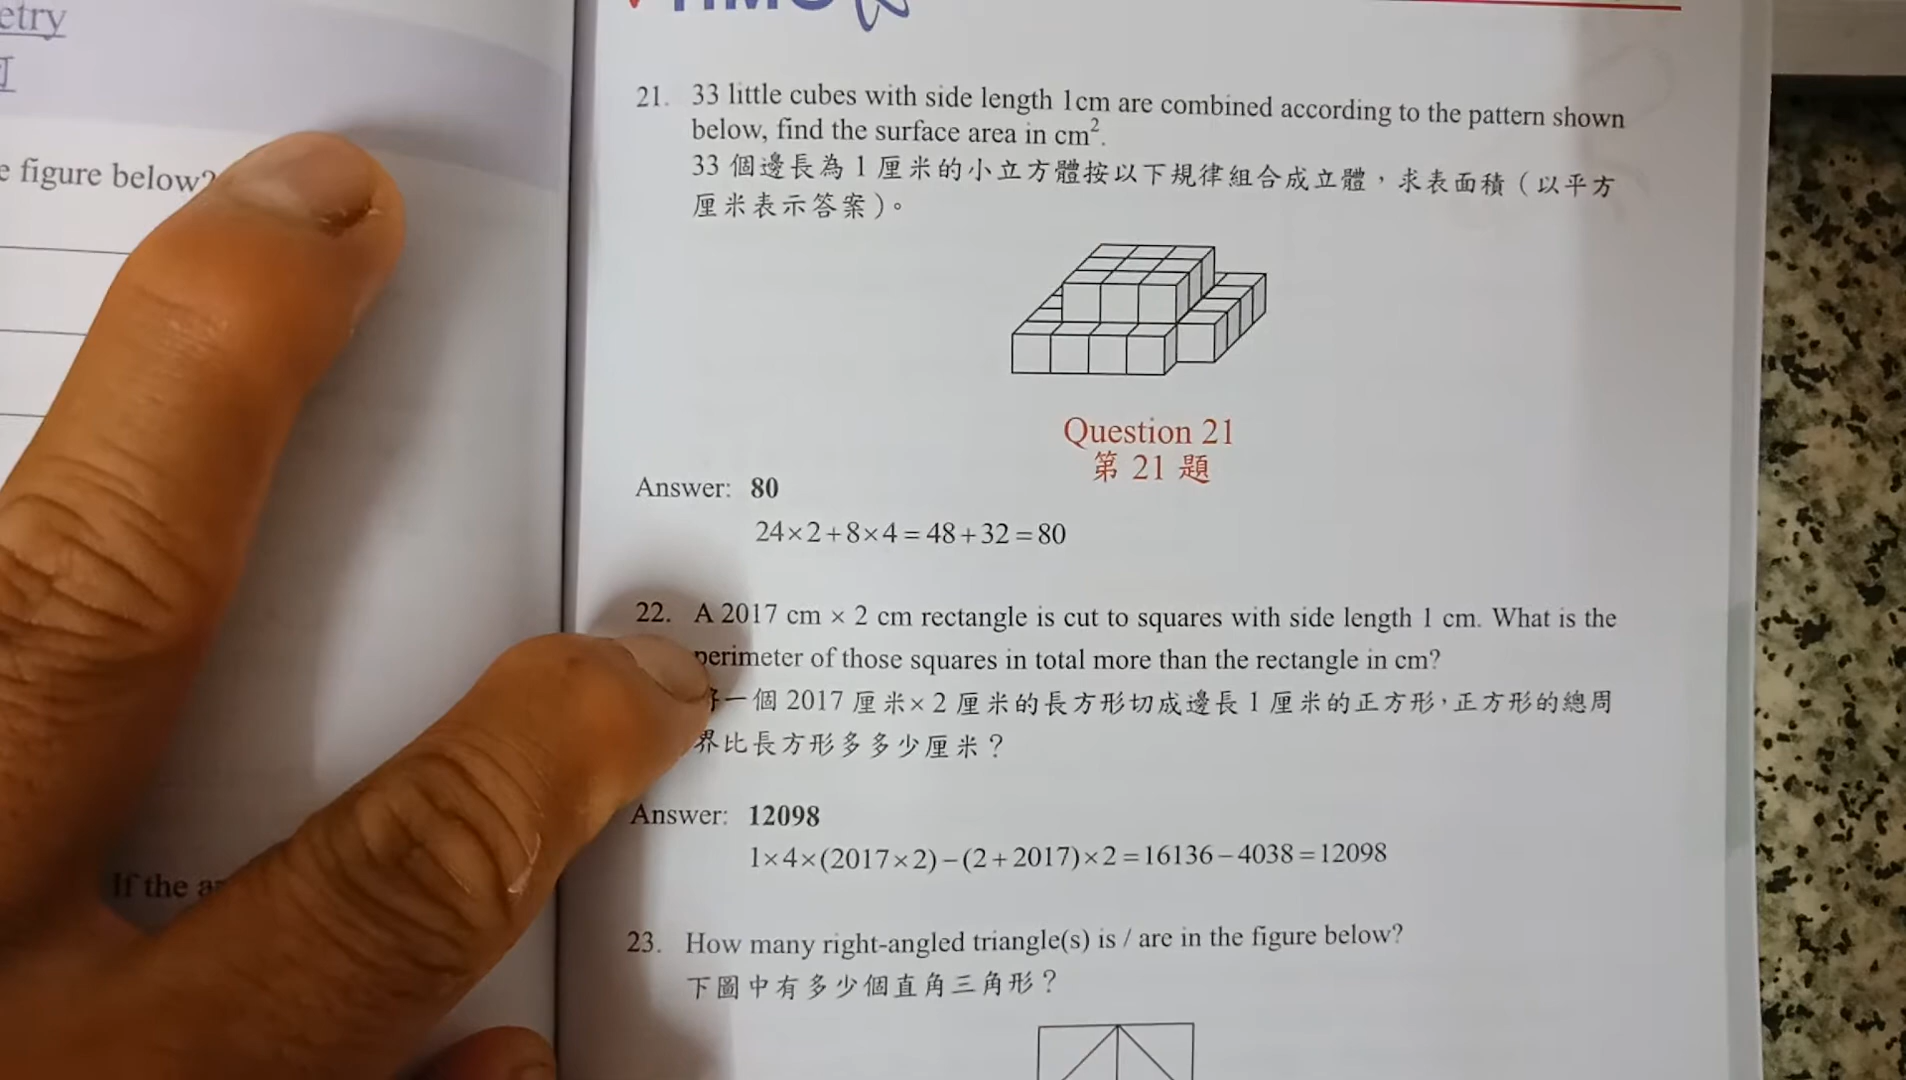 etry
e figure below?
If the
21. 33 little cubes with side length 1cm are combined according to the pattern shown
below, find the surface area in cm².
33 個邊長為 1 厘米的小立方體按以下規律組合成立體，求表面積（以平方
厘米表示答案）。
Question 21
第 21 題
Answer: 80
24×2+8×4=48+32=80
22. A 2017 cm × 2 cm rectangle is cut to squares with side length 1 cm. What is the
perimeter of those squares in total more than the rectangle in cm?
一個 2017 厘米×2 厘米的長方形切成邊長 1 厘米的正方形，正方形的總周
界比長方形多多少厘米？
Answer: 12098
1×4×(2017×2)−(2+2017)×2=16136−4038=12098
23. How many right-angled triangle(s) is / are in the figure below?
下圖中有多少個直角三角形？